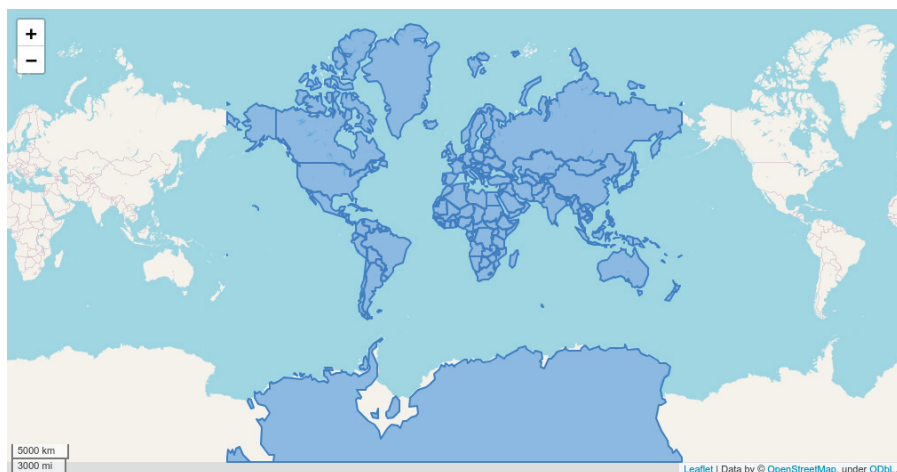 +
−
5000 km
3000 mi
Leaflet | Data by © OpenStreetMap, under ODbL.